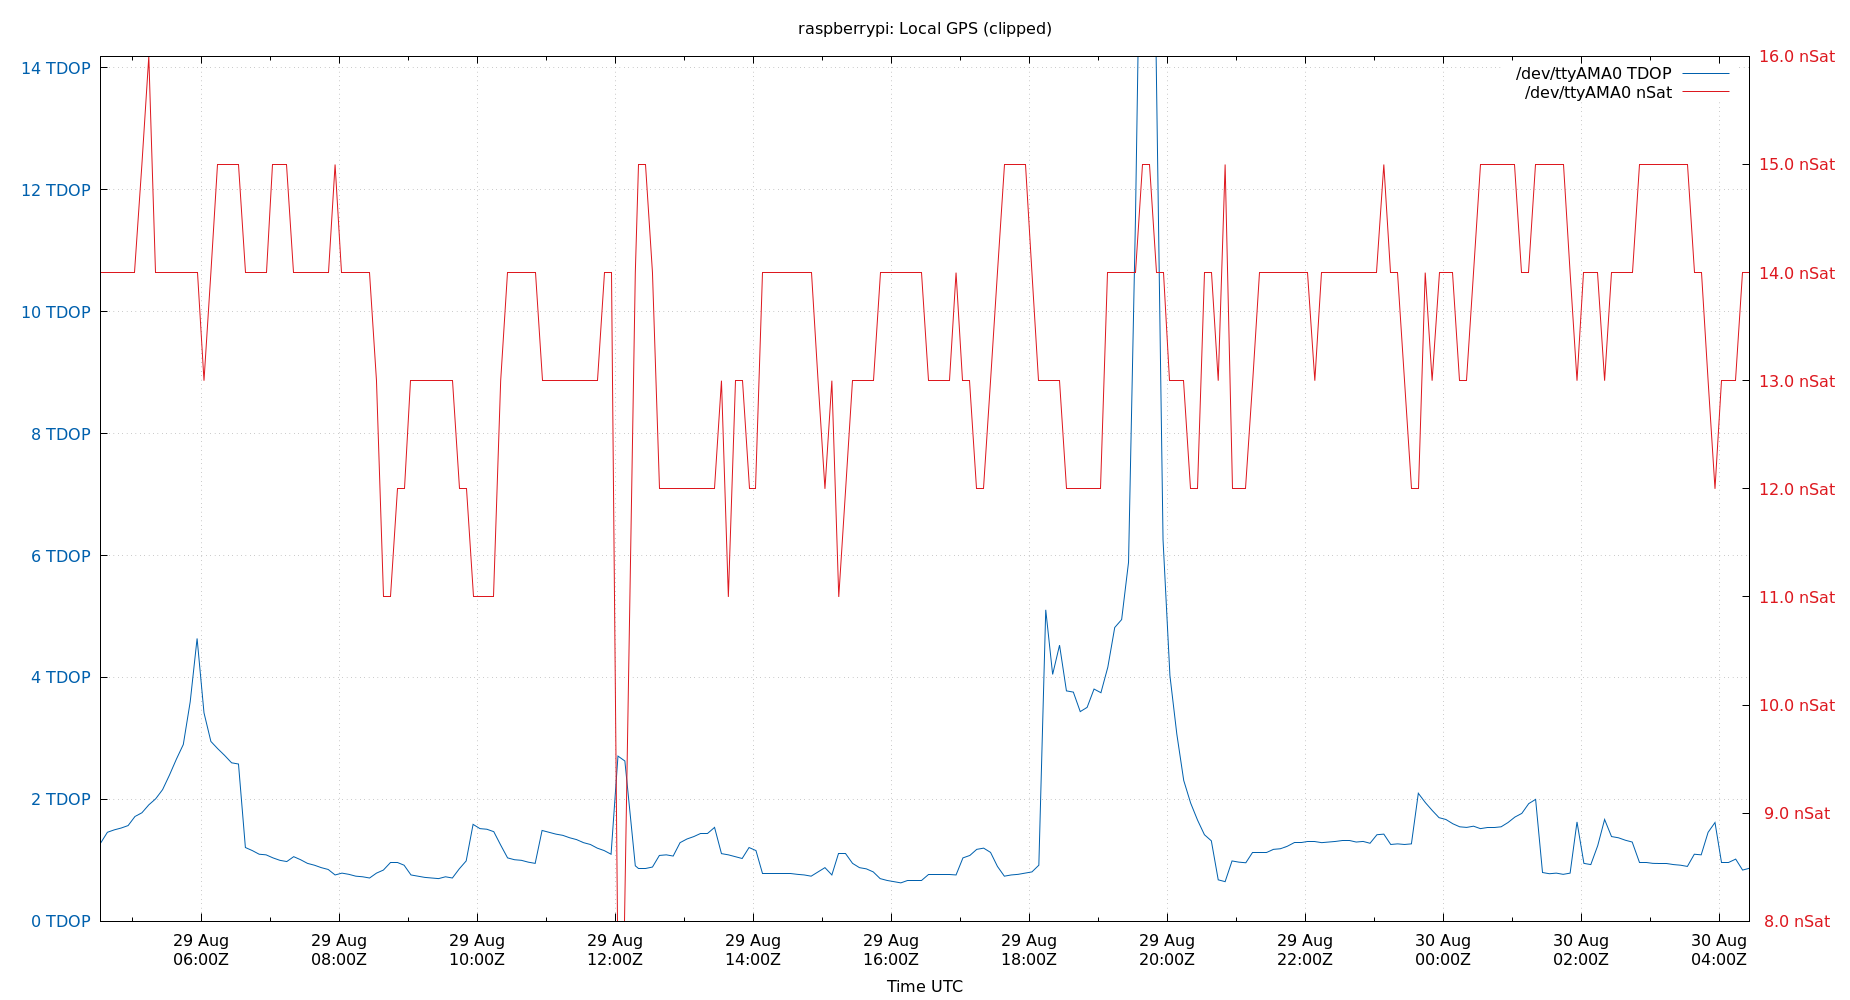 raspberrypi: Local GPS (clipped)
14 TDOP
12 TDOP
10 TDOP
8 TDOP
6 TDOP
4 TDOP
2 TDOP
0 TDOP
/dev/ttyAMA0 TDOP
/dev/ttyAMA0 nSat
16.0 nSat
15.0 nSat
14.0 nSat
13.0 nSat
12.0 nSat
11.0 nSat
10.0 nSat
9.0 nSat
8.0 nSat
29 Aug
06:00Z
29 Aug
08:00Z
29 Aug
10:00Z
29 Aug
12:00Z
29 Aug
14:00Z
29 Aug
16:00Z
29 Aug
18:00Z
29 Aug
20:00Z
29 Aug
22:00Z
30 Aug
00:00Z
30 Aug
02:00Z
30 Aug
04:00Z
Time UTC